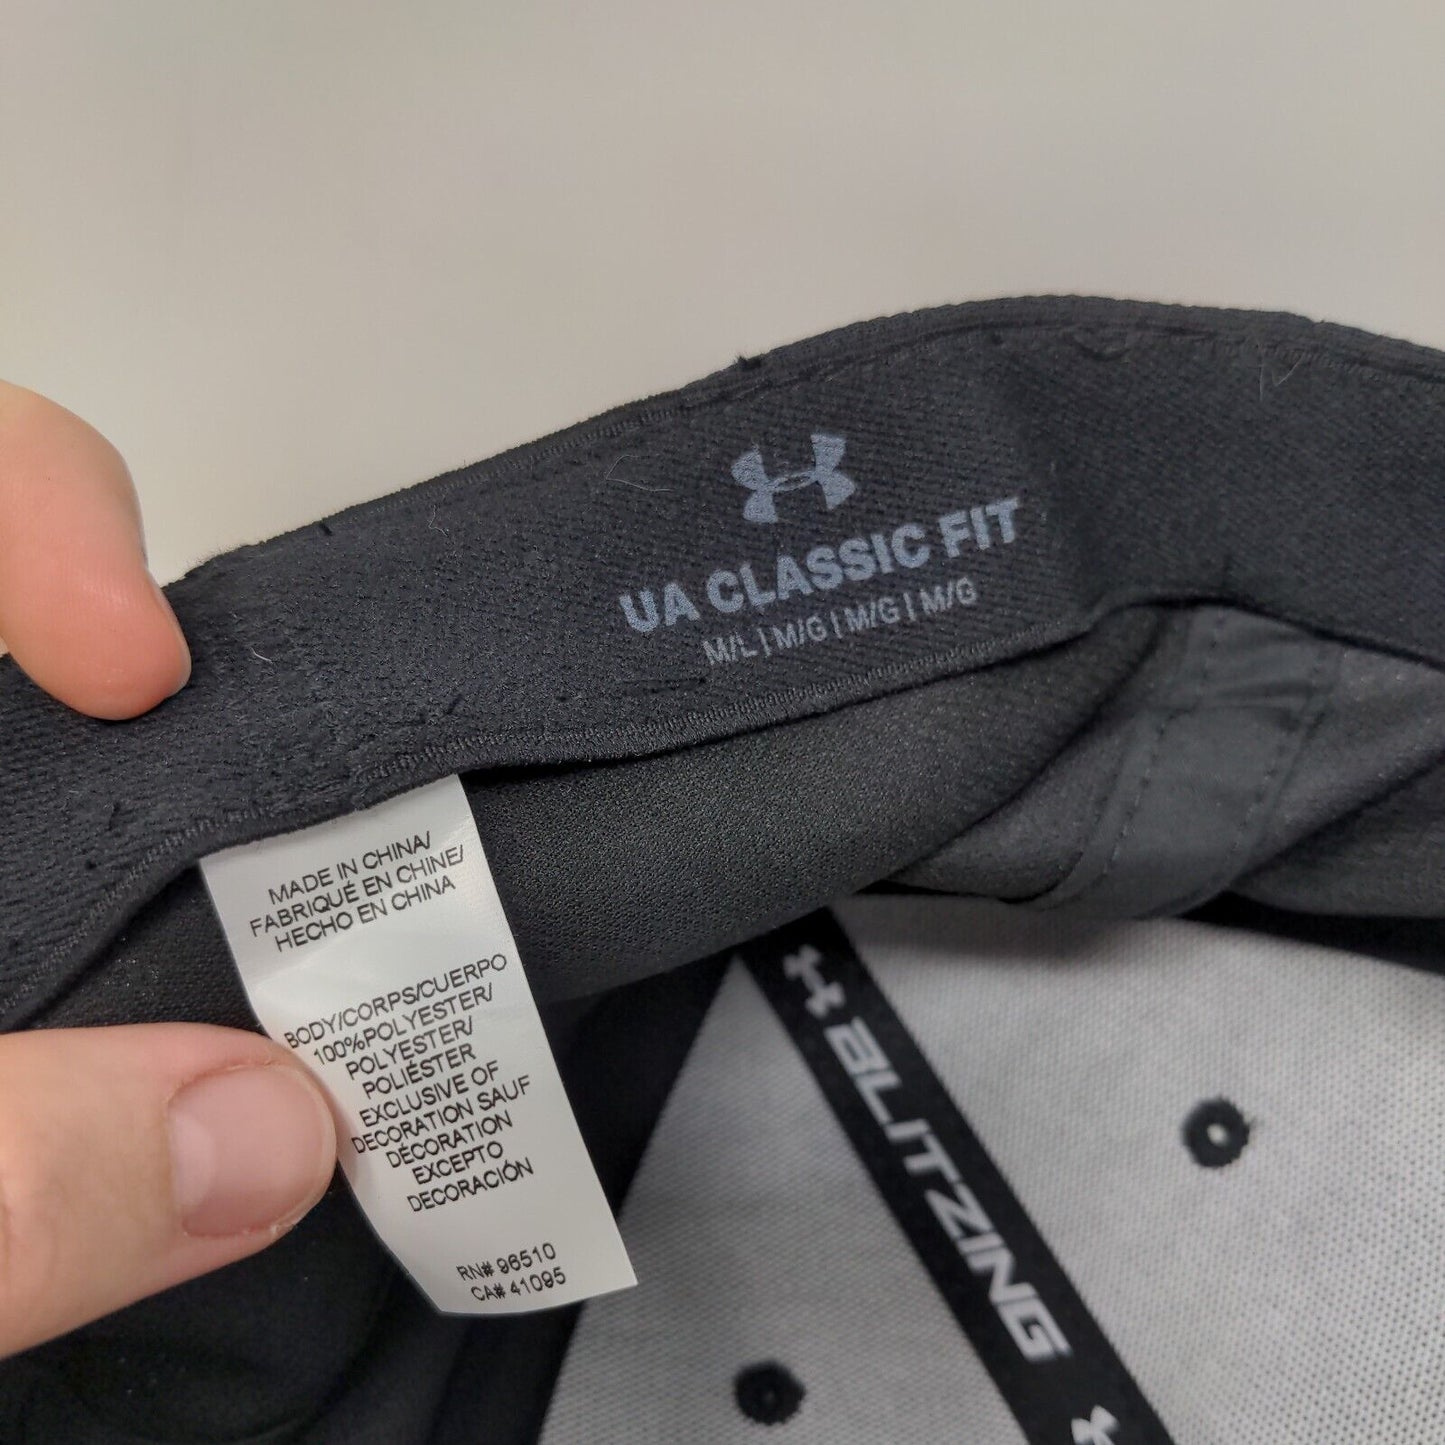 UA CLASSIC FIT
M/L | M/G | M/G | M/G
MADE IN CHINA/
FABRIQUÉ EN CHINE/
HECHO EN CHINA
BODY/CORPS/CUERPO
100%POLYESTER/
POLYESTER/
POLIÉSTER
EXCLUSIVE OF
DECORATION SAUF
DÉCORATION
EXCEPTO
DECORACIÓN
RN# 96510
CA# 41095
BLITZING